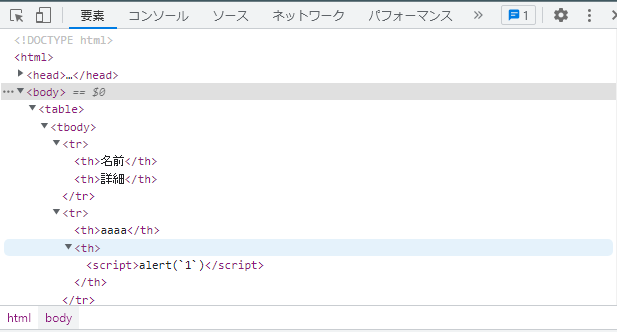 要素 コンソール ソース ネットワーク パフォーマンス » 1
<!DOCTYPE html>
<html>
<head>…</head>
<body> == $0
<table>
<tbody>
<tr>
<th>名前</th>
<th>詳細</th>
</tr>
<tr>
<th>aaaa</th>
<th>
<script>alert(`1`)</script>
</th>
</tr>
html body